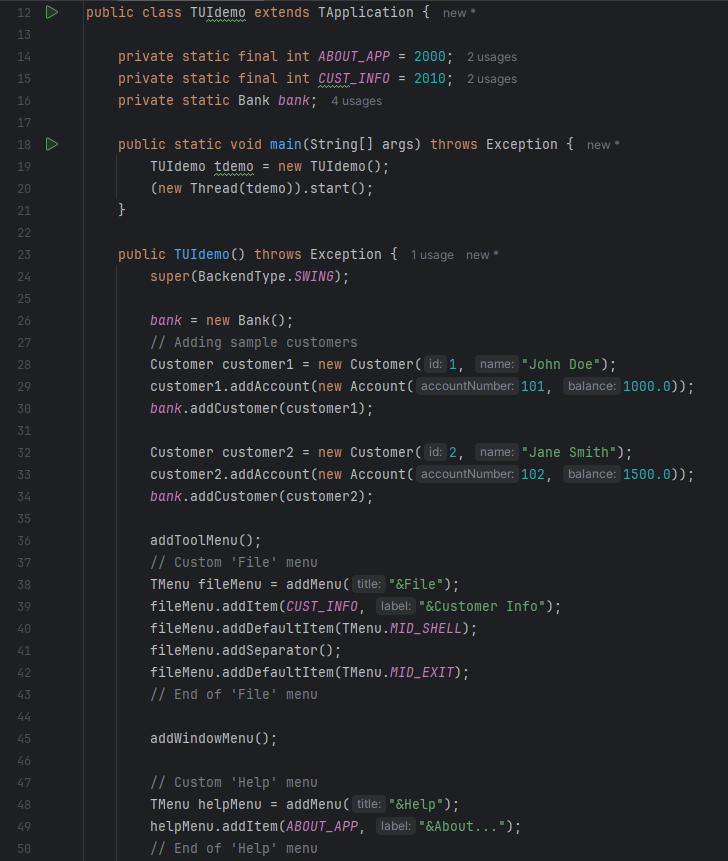 12 public class TUIdemo extends TApplication { new *
13
14 private static final int ABOUT_APP = 2000; 2 usages
15 private static final int CUST_INFO = 2010; 2 usages
16 private static Bank bank; 4 usages
17
18 public static void main(String[] args) throws Exception { new *
19 TUIdemo tdemo = new TUIdemo();
20 (new Thread(tdemo)).start();
21 }
22
23 public TUIdemo() throws Exception { 1 usage new *
24 super(BackendType.SWING);
25
26 bank = new Bank();
27 // Adding sample customers
28 Customer customer1 = new Customer( id: 1, name: "John Doe");
29 customer1.addAccount(new Account( accountNumber: 101, balance: 1000.0));
30 bank.addCustomer(customer1);
31
32 Customer customer2 = new Customer( id: 2, name: "Jane Smith");
33 customer2.addAccount(new Account( accountNumber: 102, balance: 1500.0));
34 bank.addCustomer(customer2);
35
36 addToolMenu();
37 // Custom 'File' menu
38 TMenu fileMenu = addMenu( title: "&File");
39 fileMenu.addItem(CUST_INFO, label: "&Customer Info");
40 fileMenu.addDefaultItem(TMenu.MID_SHELL);
41 fileMenu.addSeparator();
42 fileMenu.addDefaultItem(TMenu.MID_EXIT);
43 // End of 'File' menu
44
45 addWindowMenu();
46
47 // Custom 'Help' menu
48 TMenu helpMenu = addMenu( title: "&Help");
49 helpMenu.addItem(ABOUT_APP, label: "&About...");
50 // End of 'Help' menu